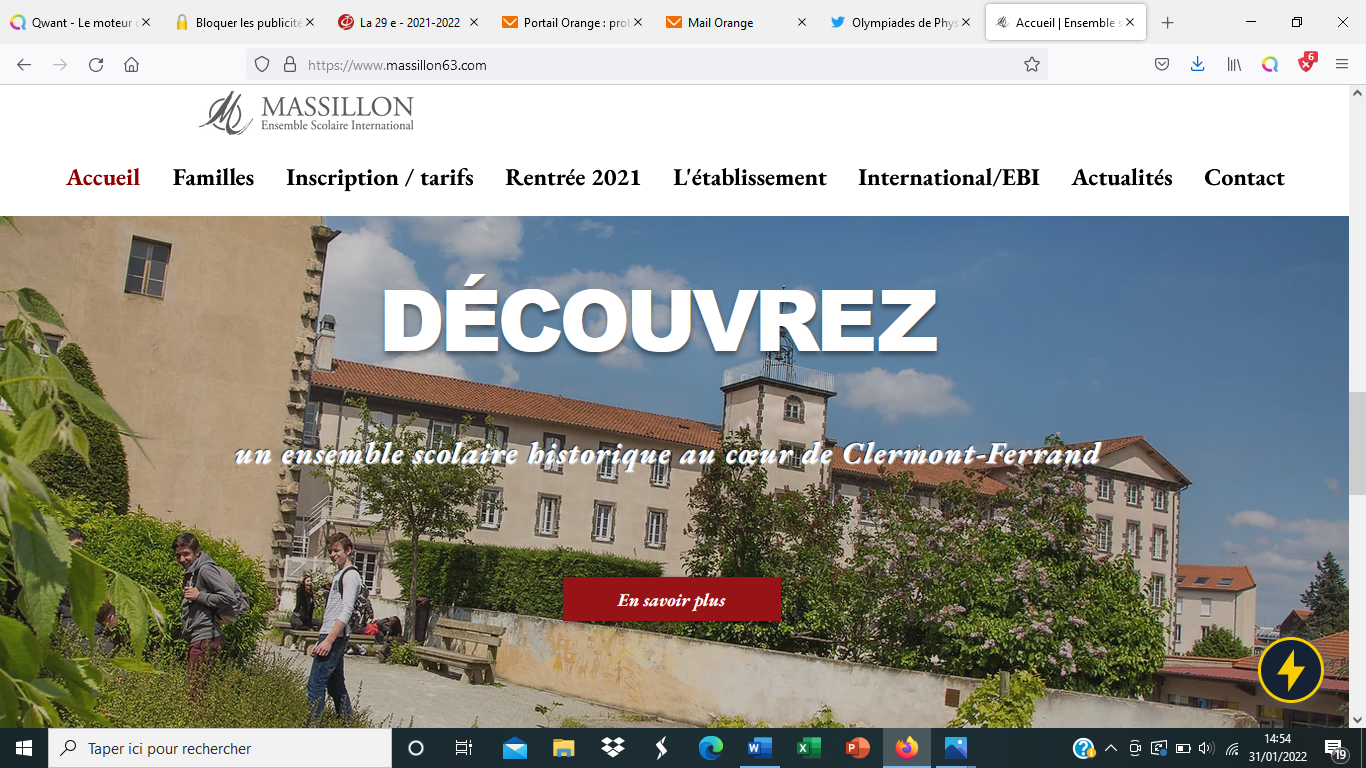 Qwant - Le moteur d
Bloquer les publicité
La 29 e - 2021-2022
Portail Orange : prob
Mail Orange
Olympiades de Phys
Accueil | Ensemble s
https://www.massillon63.com
6
MASSILLON
Ensemble Scolaire International
Accueil
Familles
Inscription / tarifs
Rentrée 2021
L'établissement
International/EBI
Actualités
Contact
DÉCOUVREZ
un ensemble scolaire historique au cœur de Clermont-Ferrand
En savoir plus
Taper ici pour rechercher
14:54
31/01/2022
19